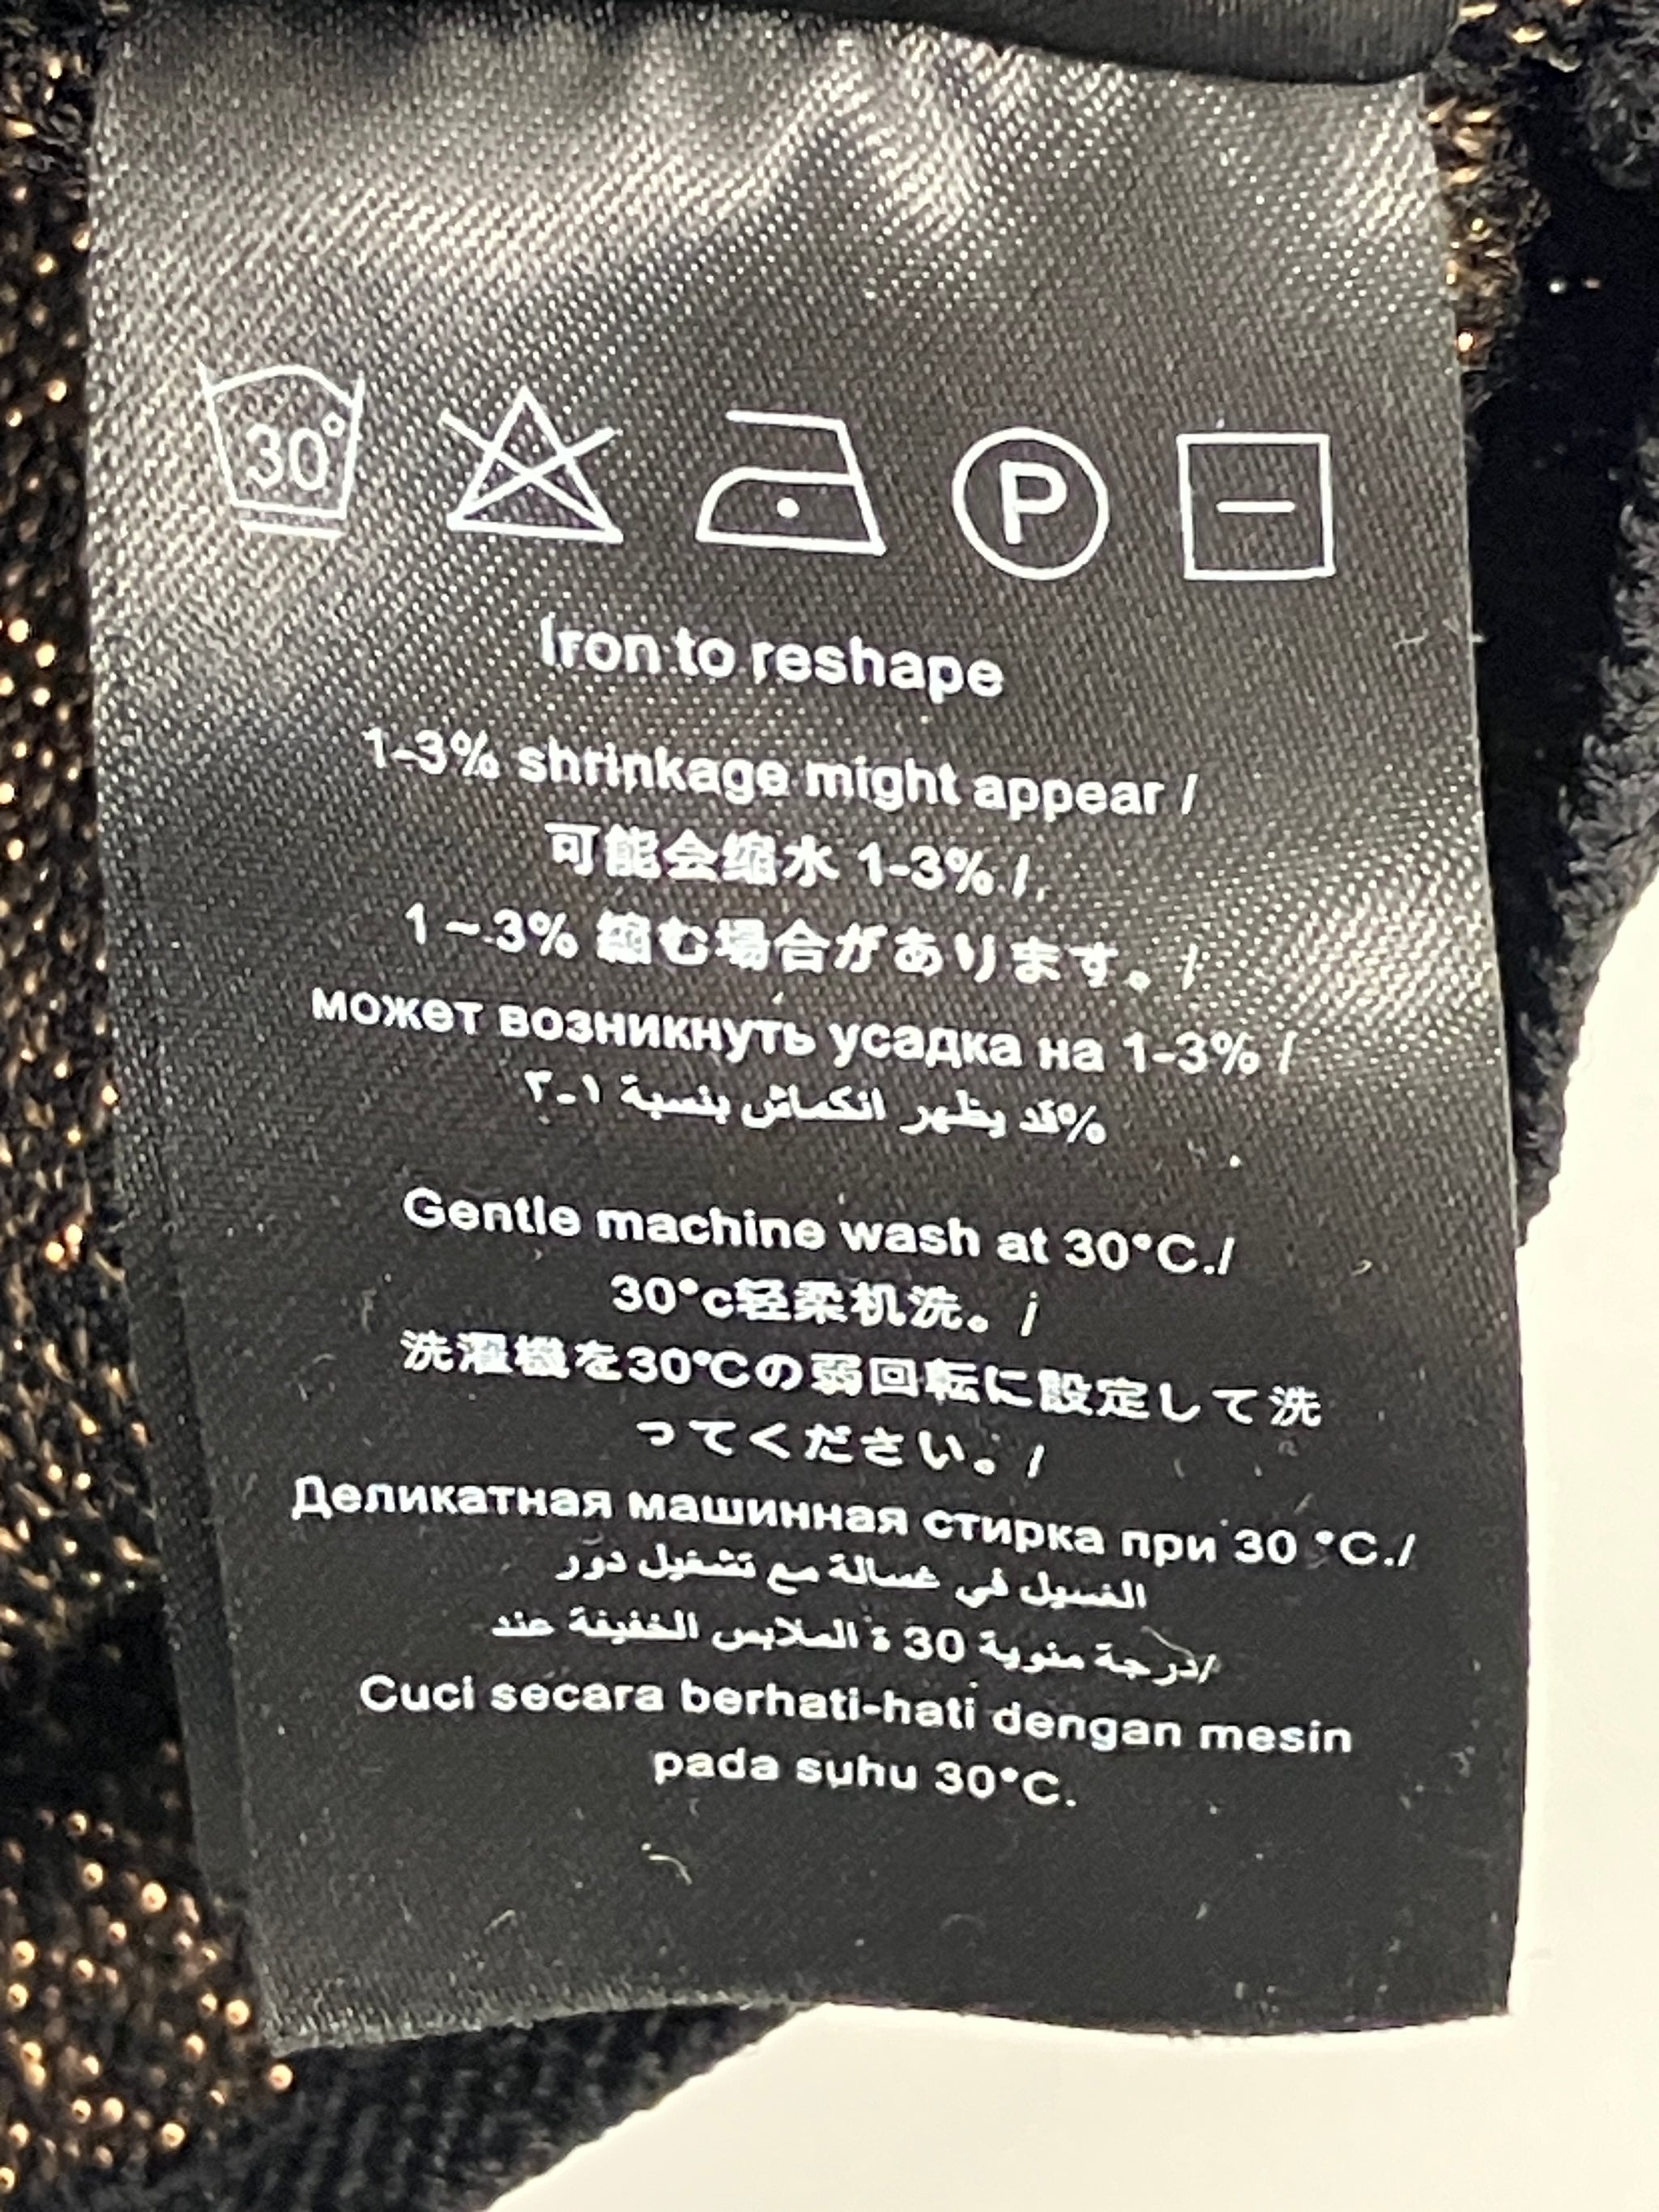 30°
P
Iron to reshape
1-3% shrinkage might appear /
可能会缩水 1-3% /
1～3% 縮む場合があります。/
может возникнуть усадка на 1-3% /
%قد يظهر انكماش بنسبة ١-٣
Gentle machine wash at 30°C./
30°c轻柔机洗。/
洗濯機を30℃の弱回転に設定して洗
ってください。/
Деликатная машинная стирка при 30 °C./
الغسيل في غسالة مع تشغيل دور
/درجة مئوية 30 ة الملابس الخفيفة عند
Cuci secara berhati-hati dengan mesin
pada suhu 30°C.